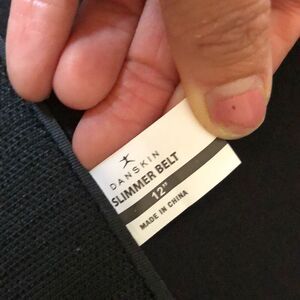 DANSKIN
SLIMMER BELT
12"
MADE IN CHINA